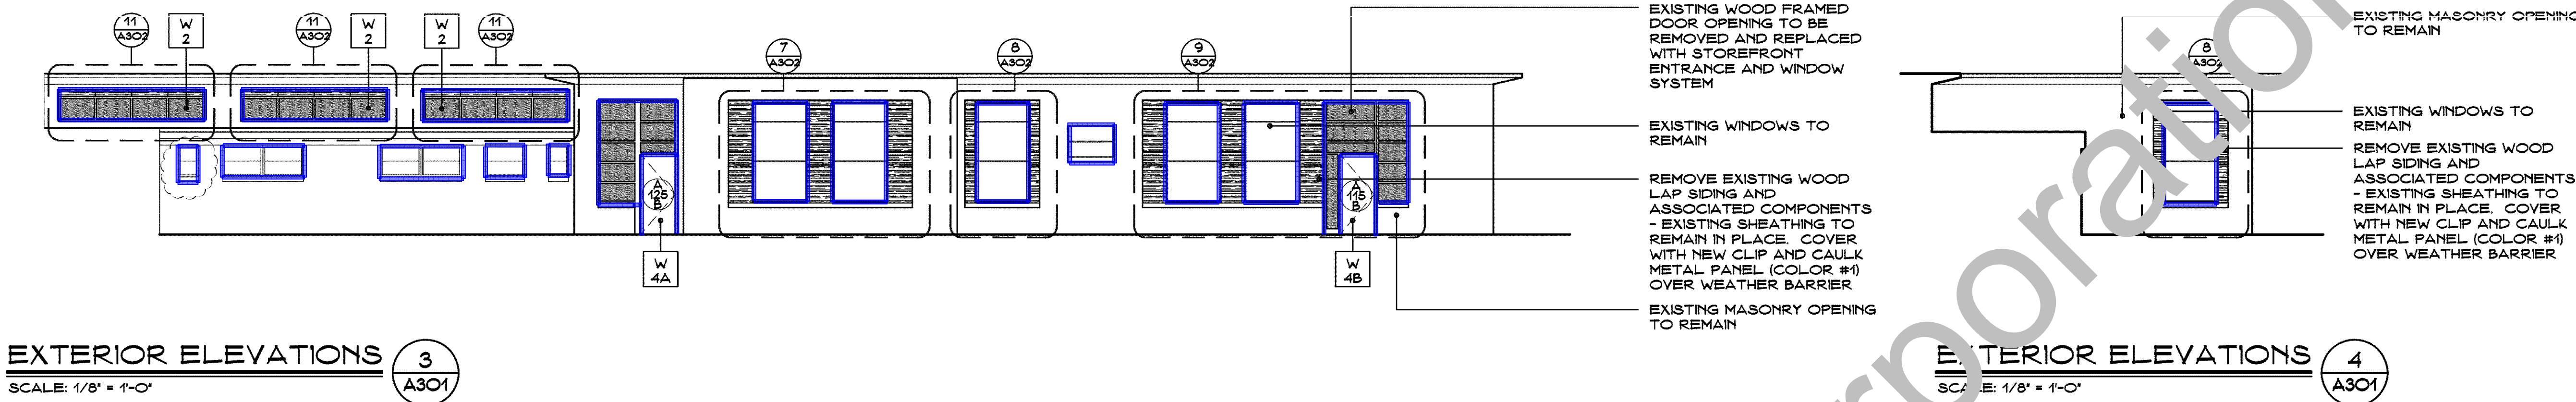 11
A302
W
2
11
A302
W
2
W
2
11
A302
7
A302
8
A302
9
A302
A
125
B
W
4A
A
115
B
W
4B
EXISTING WOOD FRAMED
DOOR OPENING TO BE
REMOVED AND REPLACED
WITH STOREFRONT
ENTRANCE AND WINDOW
SYSTEM
EXISTING WINDOWS TO
REMAIN
REMOVE EXISTING WOOD
LAP SIDING AND
ASSOCIATED COMPONENTS
- EXISTING SHEATHING TO
REMAIN IN PLACE. COVER
WITH NEW CLIP AND CAULK
METAL PANEL (COLOR #1)
OVER WEATHER BARRIER
EXISTING MASONRY OPENING
TO REMAIN
EXTERIOR ELEVATIONS
3
A301
SCALE: 1/8" = 1'-0"
8
A302
EXISTING MASONRY OPENING
TO REMAIN
EXISTING WINDOWS TO
REMAIN
REMOVE EXISTING WOOD
LAP SIDING AND
ASSOCIATED COMPONENTS
- EXISTING SHEATHING TO
REMAIN IN PLACE. COVER
WITH NEW CLIP AND CAULK
METAL PANEL (COLOR #1)
OVER WEATHER BARRIER
EXTERIOR ELEVATIONS
4
A301
SCALE: 1/8" = 1'-0"
rporatio